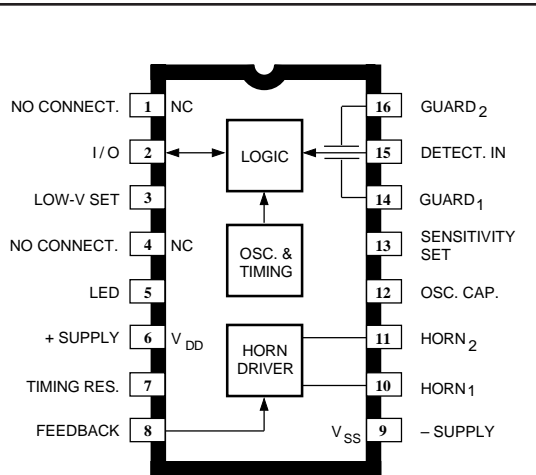 NO CONNECT. 1 NC
I / O 2
LOW-V SET 3
NO CONNECT. 4 NC
LED 5
+ SUPPLY 6 V DD
TIMING RES. 7
FEEDBACK 8
LOGIC
OSC. &
TIMING
HORN
DRIVER
16 GUARD2
15 DETECT. IN
14 GUARD1
13 SENSITIVITY
SET
12 OSC. CAP.
11 HORN2
10 HORN1
VSS 9 – SUPPLY